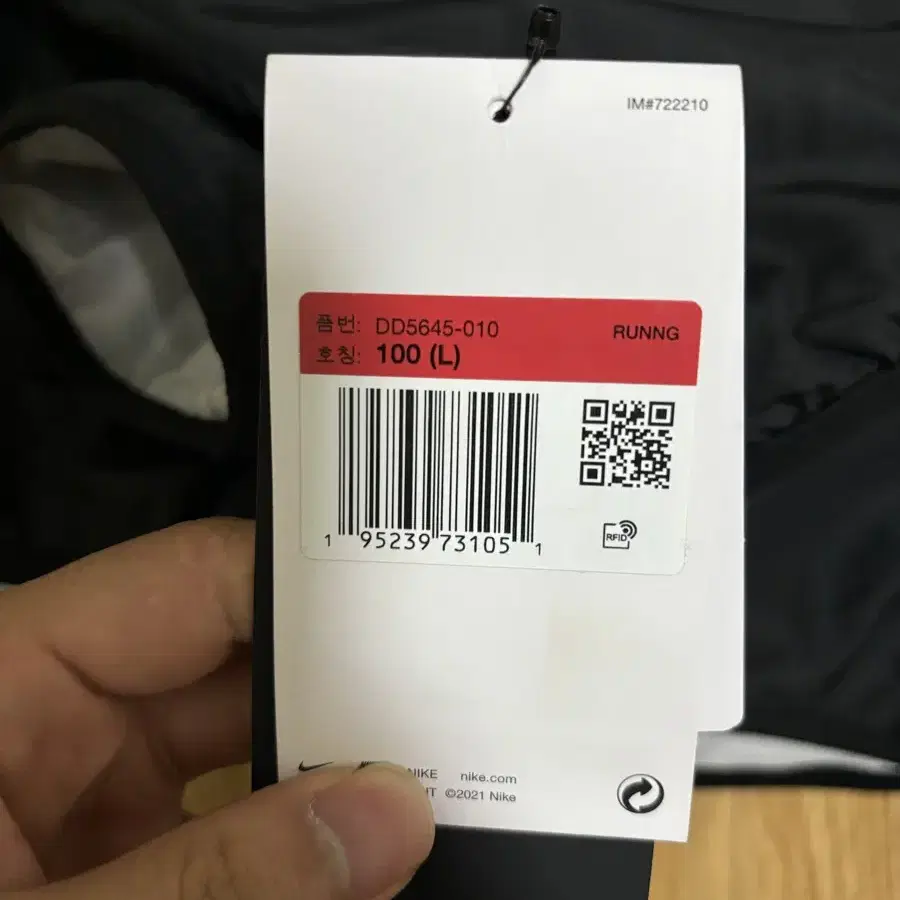 IM#722210
품번: DD5645-010
RUNNG
호칭: 100 (L)
1 95239 73105 1
RFID
NIKE nike.com
©2021 Nike